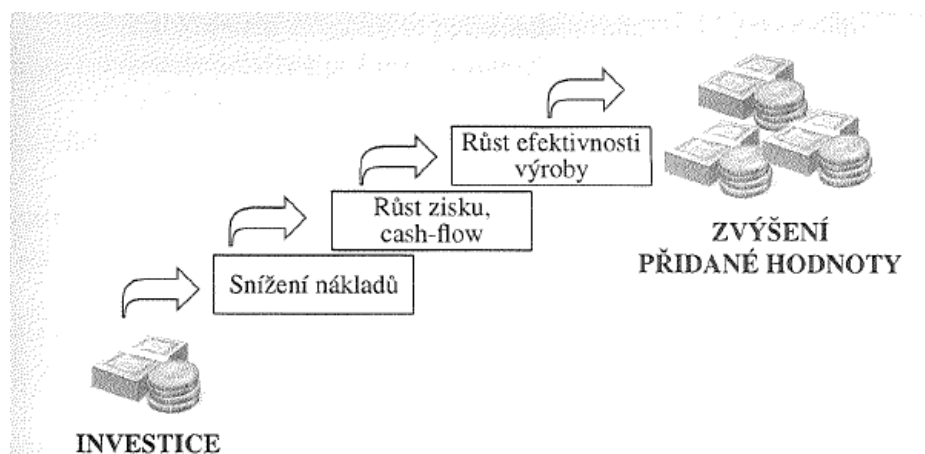 Růst efektivnosti
výroby
Růst zisku,
cash-flow
Snížení nákladů
ZVÝŠENÍ
PŘIDANÉ HODNOTY
INVESTICE